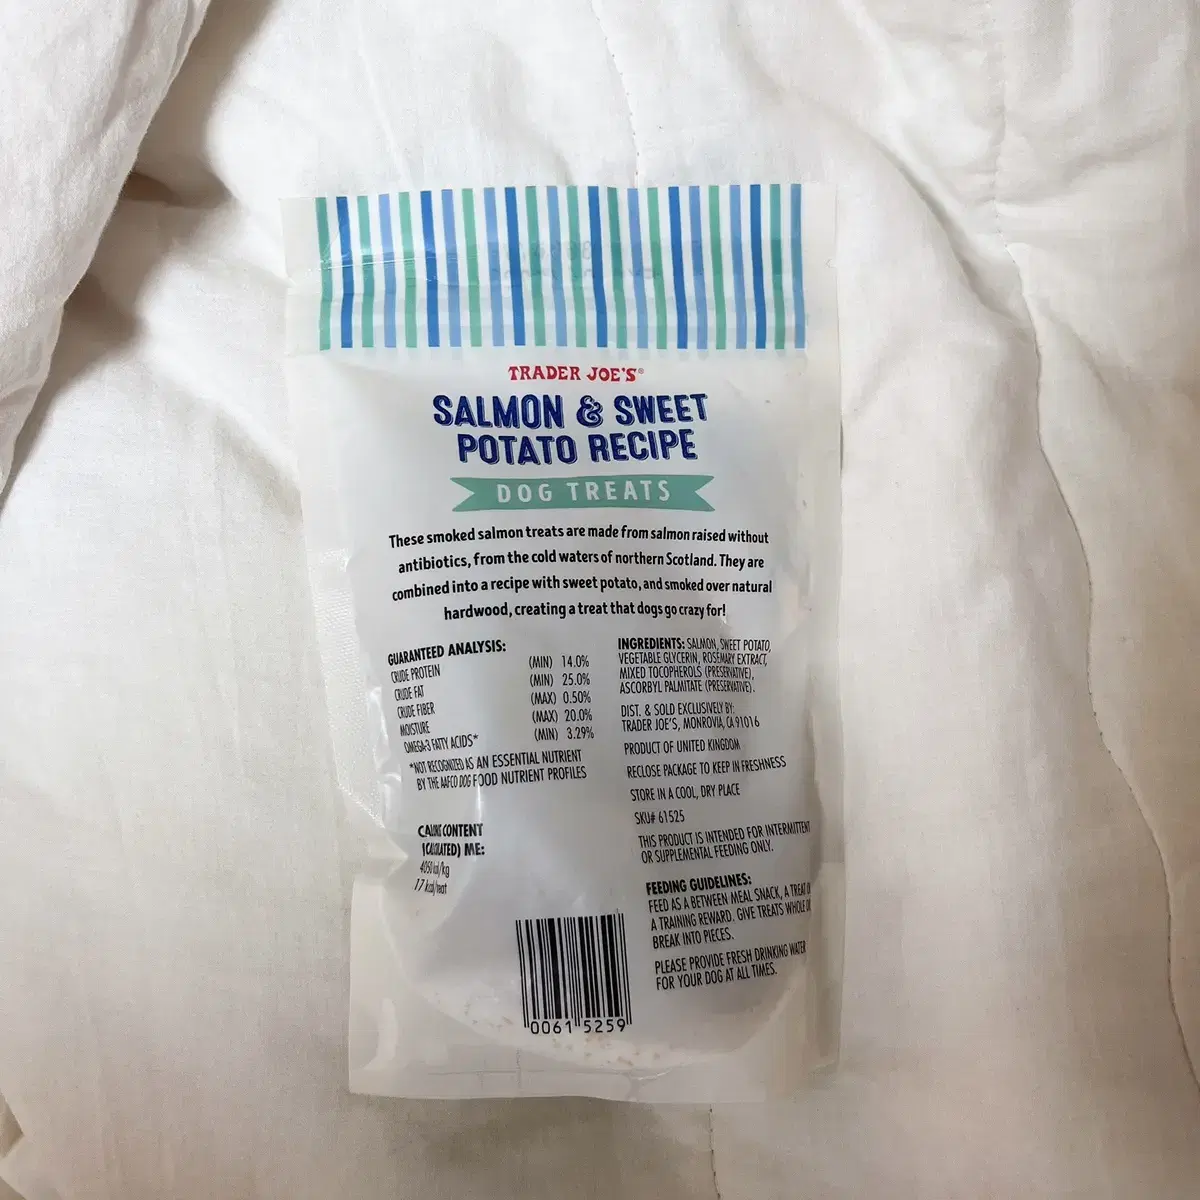 TRADER JOE'S®
SALMON & SWEET
POTATO RECIPE
DOG TREATS
These smoked salmon treats are made from salmon raised without
antibiotics, from the cold waters of northern Scotland. They are
combined into a recipe with sweet potato, and smoked over natural
hardwood, creating a treat that dogs go crazy for!
GUARANTEED ANALYSIS:
CRUDE PROTEIN (MIN) 14.0%
CRUDE FAT (MIN) 25.0%
CRUDE FIBER (MAX) 0.50%
MOISTURE (MAX) 20.0%
OMEGA-3 FATTY ACIDS* (MIN) 3.29%
*NOT RECOGNIZED AS AN ESSENTIAL NUTRIENT
BY THE AAFCO DOG FOOD NUTRIENT PROFILES
CONTENT
ME:
4050 kcal/kg
17 kcal/treat
INGREDIENTS: SALMON, SWEET POTATO,
VEGETABLE GLYCERIN, ROSEMARY EXTRACT,
MIXED TOCOPHEROLS (PRESERVATIVE),
ASCORBYL PALMITATE (PRESERVATIVE).
DIST. & SOLD EXCLUSIVELY BY:
TRADER JOE'S, MONROVIA, CA 91016
PRODUCT OF UNITED KINGDOM
RECLOSE PACKAGE TO KEEP IN FRESHNESS
STORE IN A COOL, DRY PLACE
SKU# 61525
THIS PRODUCT IS INTENDED FOR INTERMITTENT
OR SUPPLEMENTAL FEEDING ONLY.
FEEDING GUIDELINES:
FEED AS A BETWEEN MEAL SNACK, A TREAT
A TRAINING REWARD. GIVE TREATS WHOLE
BREAK INTO PIECES.
PLEASE PROVIDE FRESH DRINKING WATER
FOR YOUR DOG AT ALL TIMES.
0061 5259